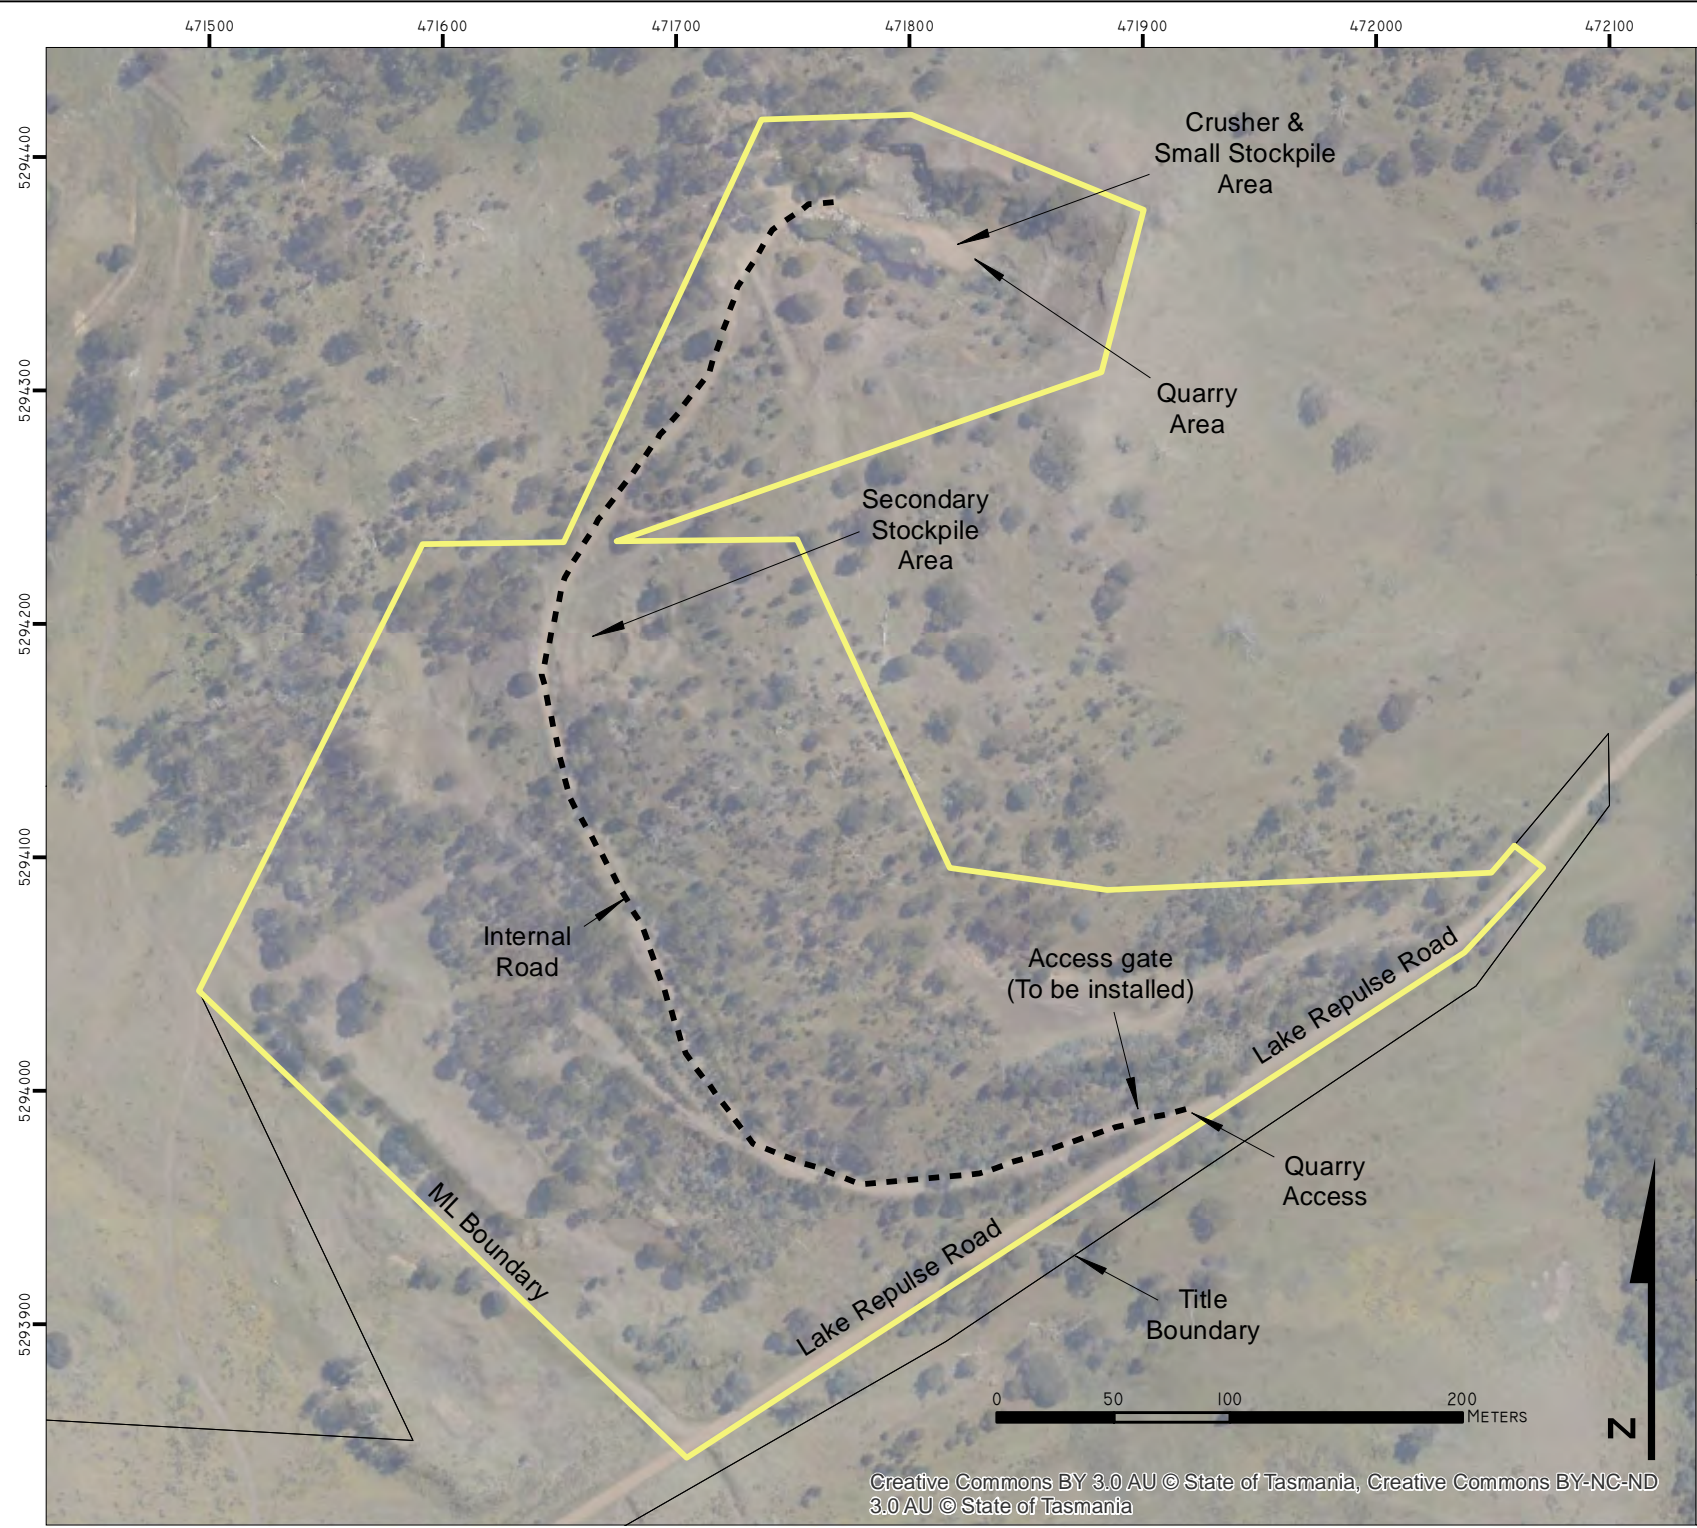 471500
471600
471700
471800
471900
472000
472100
5294400
5294300
5294200
5294100
5294000
5293900
Crusher &
Small Stockpile
Area
Quarry
Area
Secondary
Stockpile
Area
Internal
Road
Access gate
(To be installed)
Lake Repulse Road
Quarry
Access
ML Boundary
Lake Repulse Road
Title
Boundary
0 50 100 200
METERS
N
Creative Commons BY 3.0 AU © State of Tasmania, Creative Commons BY-NC-ND
3.0 AU © State of Tasmania